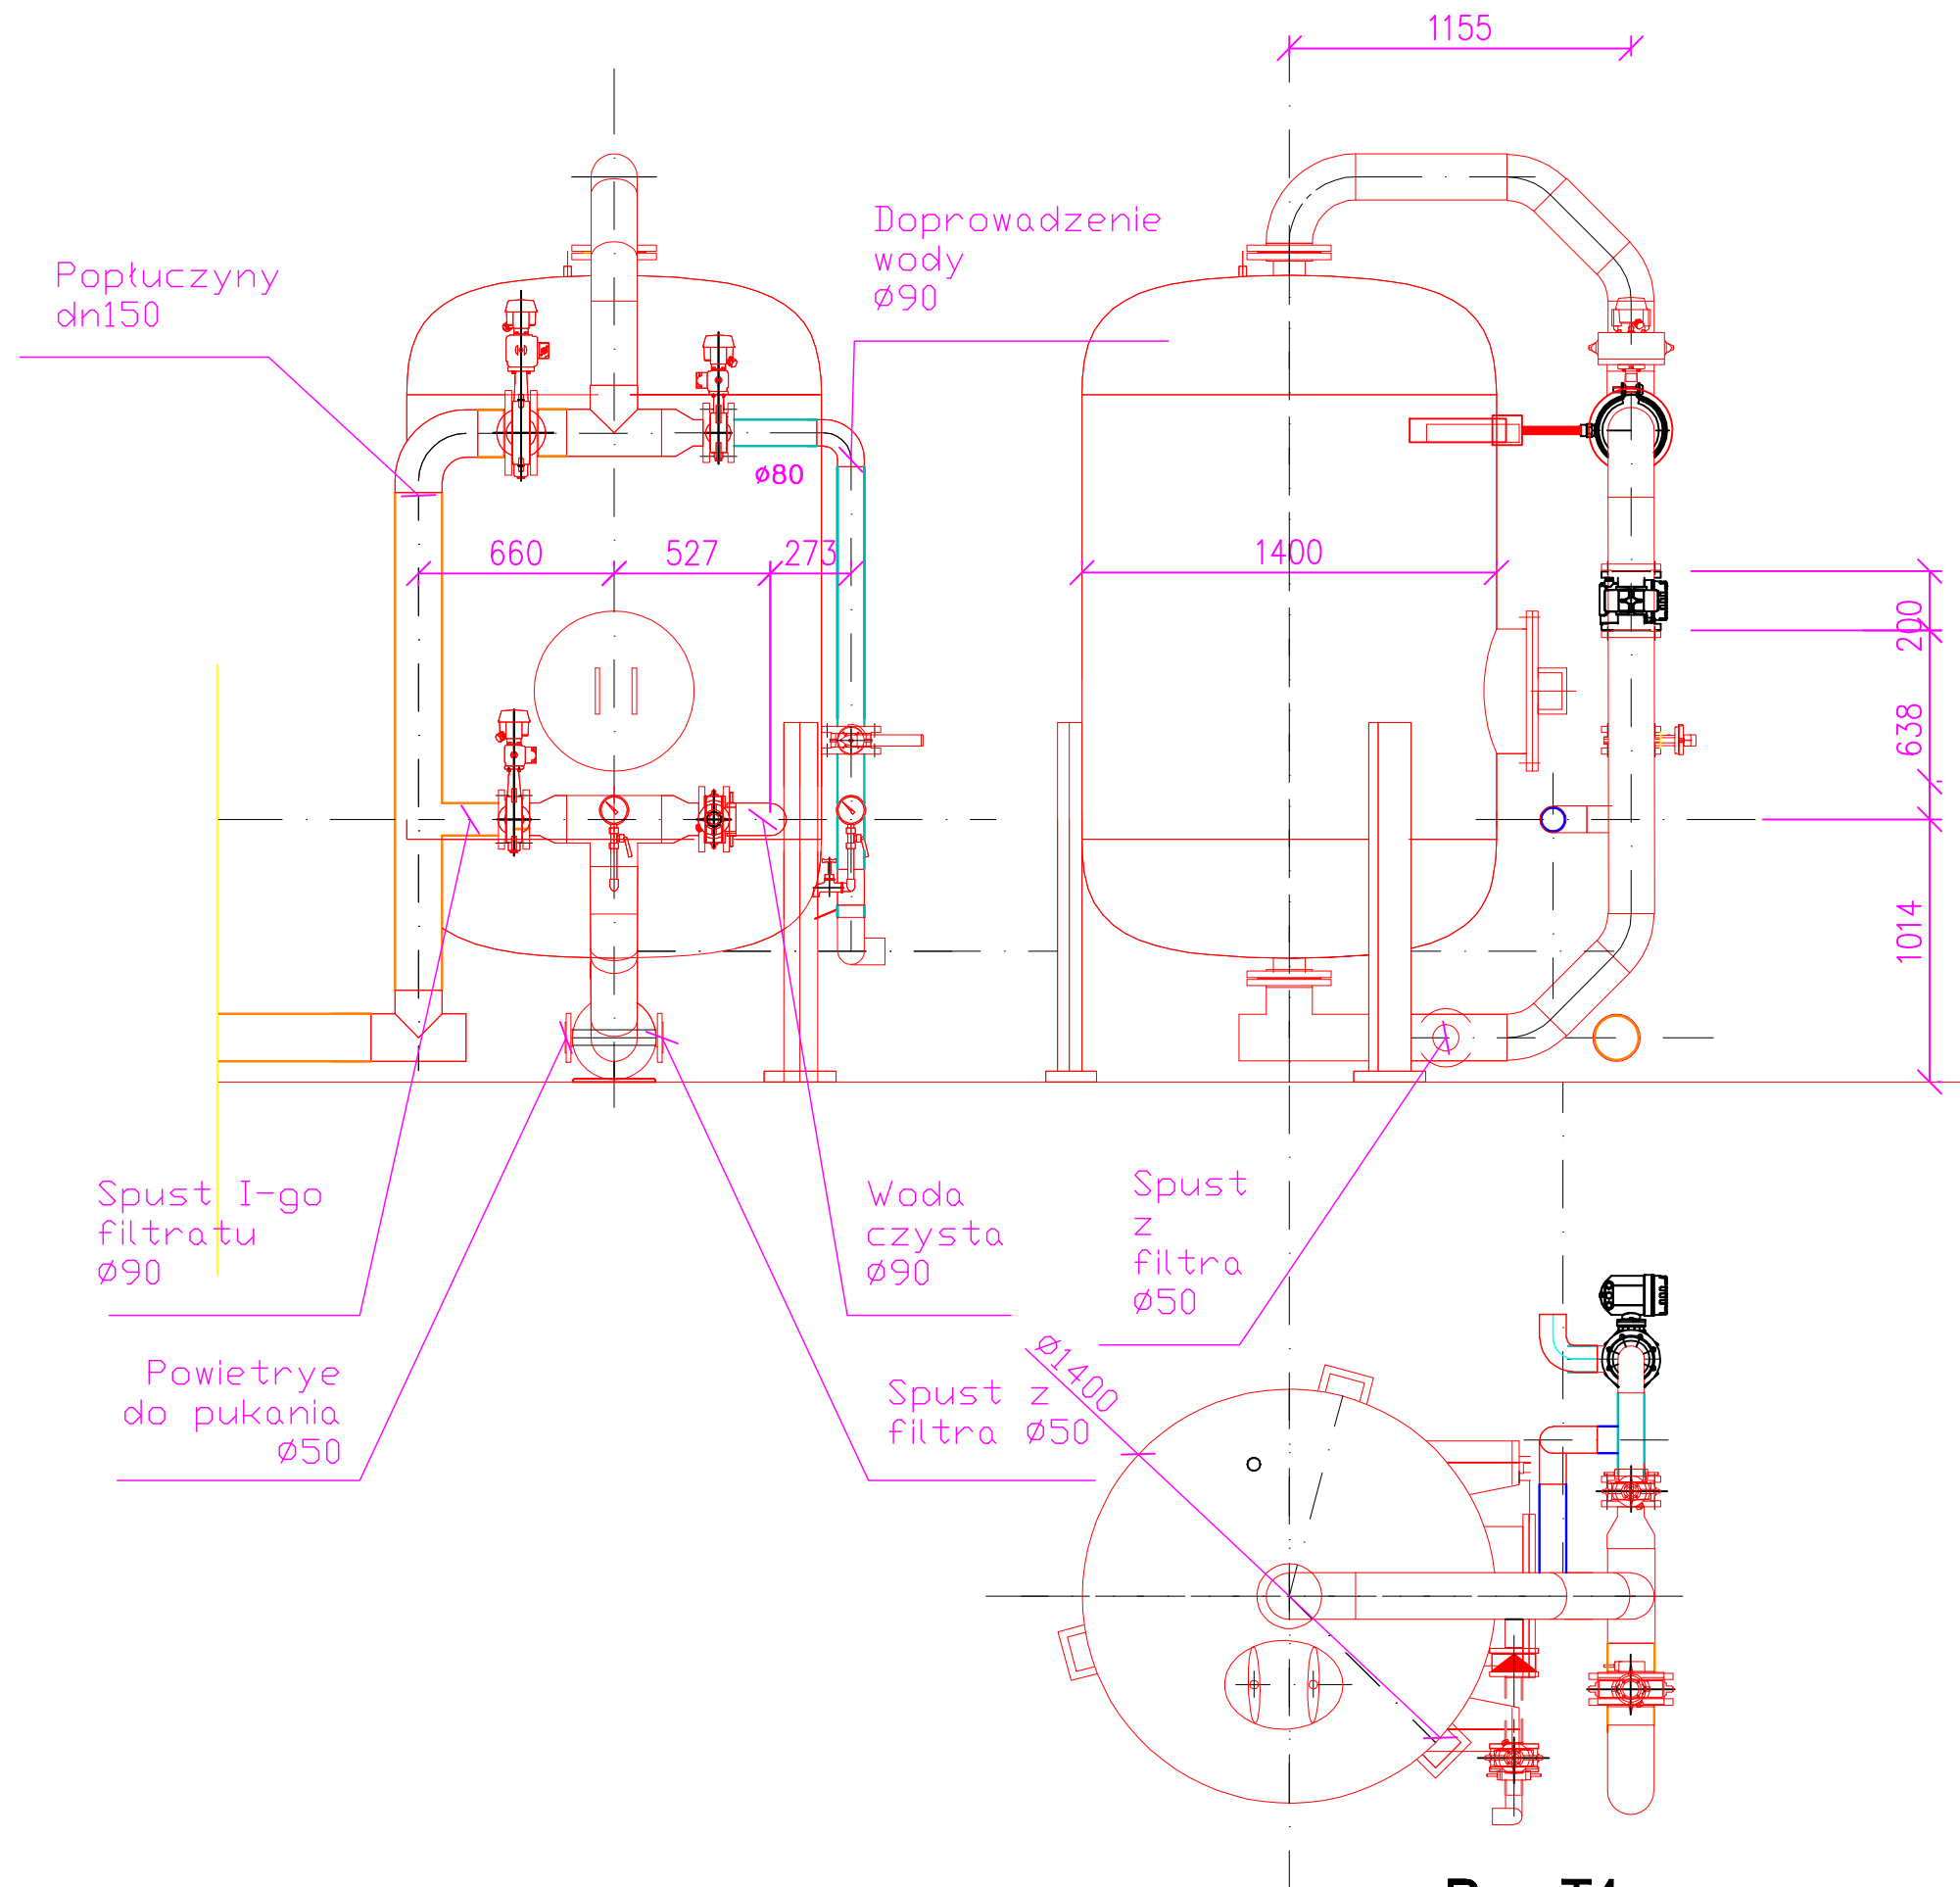 1155
Doprowadzenie
wody
ø90
Popłuczyny
dn150
ø80
660
527
273
1400
200
638
1014
Spust I-go
filtratu
ø90
Woda
czysta
ø90
Spust
z
filtra
ø50
Powietrye
do pukania
ø50
Spust z
filtra ø50
ø1400